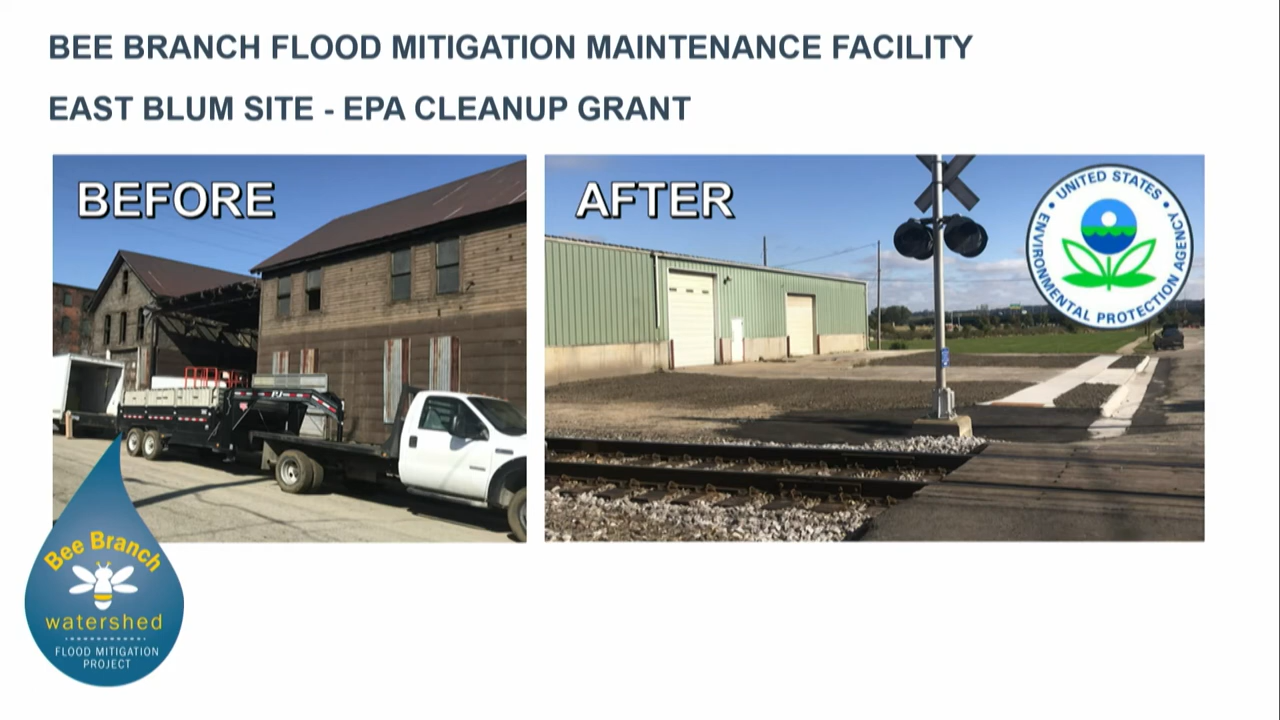 BEE BRANCH FLOOD MITIGATION MAINTENANCE FACILITY
EAST BLUM SITE - EPA CLEANUP GRANT
BEFORE
AFTER
UNITED STATES
ENVIRONMENTAL PROTECTION AGENCY
PJ
Bee Branch
watershed
FLOOD MITIGATION
PROJECT